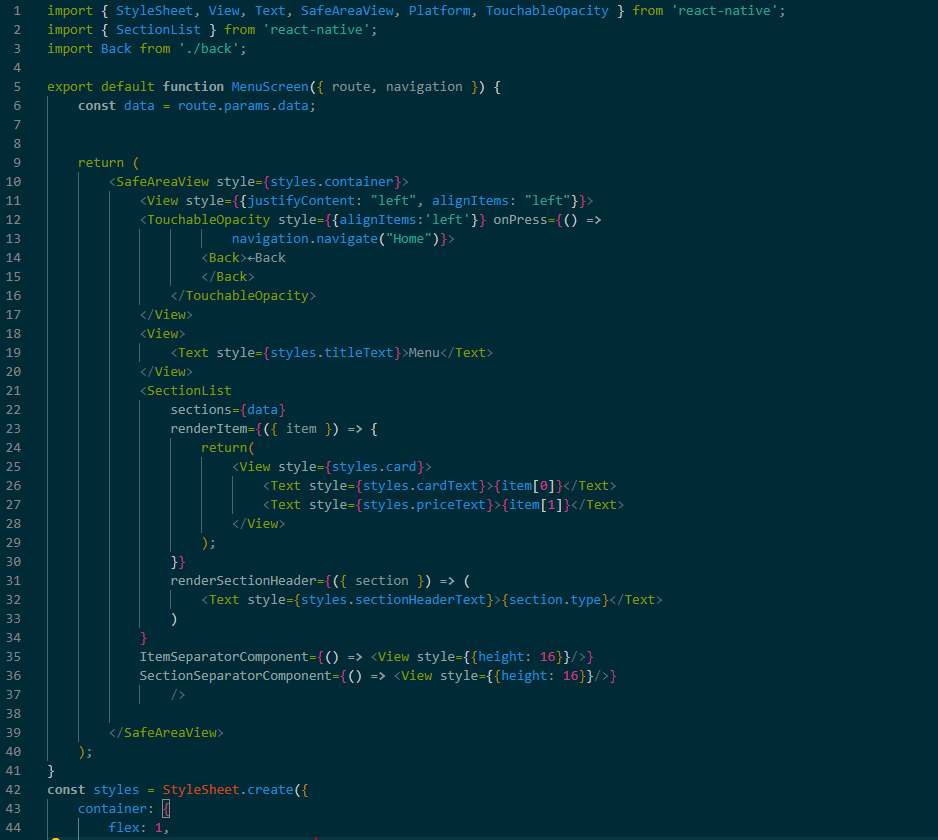 1 import { StyleSheet, View, Text, SafeAreaView, Platform, TouchableOpacity } from 'react-native';
2 import { SectionList } from 'react-native';
3 import Back from './back';
4
5 export default function MenuScreen({ route, navigation }) {
6     const data = route.params.data;
7
8
9     return (
10         <SafeAreaView style={styles.container}>
11             <View style={{justifyContent: "left", alignItems: "left"}}>
12             <TouchableOpacity style={{alignItems:'left'}} onPress={() =>
13                         navigation.navigate("Home")}>
14                     <Back>←Back
15                     </Back>
16                 </TouchableOpacity>
17             </View>
18             <View>
19                 <Text style={styles.titleText}>Menu</Text>
20             </View>
21             <SectionList
22                 sections={data}
23                 renderItem={({ item }) => {
24                     return(
25                         <View style={styles.card}>
26                             <Text style={styles.cardText}>{item[0]}</Text>
27                             <Text style={styles.priceText}>{item[1]}</Text>
28                         </View>
29                     );
30                 }}
31                 renderSectionHeader={({ section }) => (
32                     <Text style={styles.sectionHeaderText}>{section.type}</Text>
33                 )
34             }
35             ItemSeparatorComponent={() => <View style={{height: 16}}/>}
36             SectionSeparatorComponent={() => <View style={{height: 16}}/>}
37                 />
38
39         </SafeAreaView>
40     );
41 }
42 const styles = StyleSheet.create({
43     container: {
44         flex: 1,